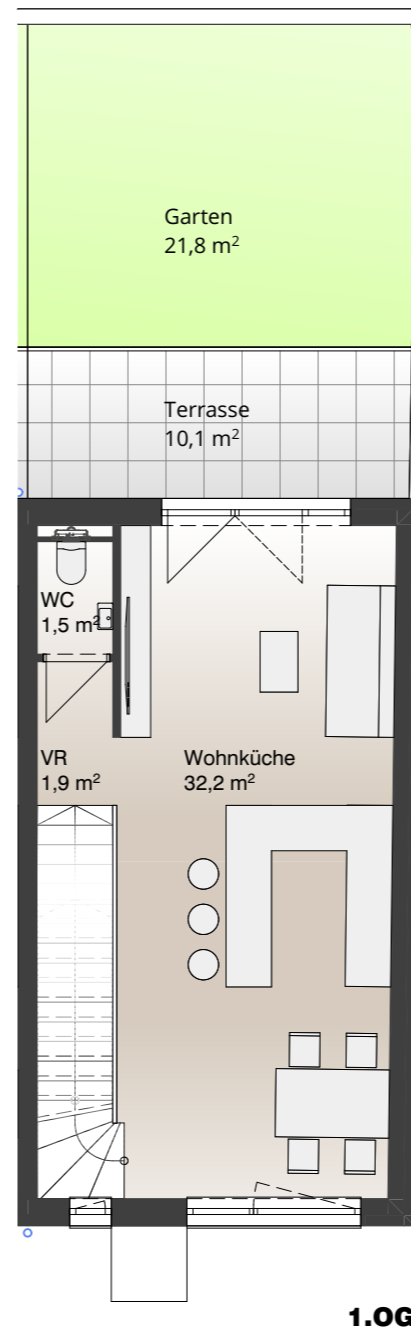 Garten
21,8 m²
Terrasse
10,1 m²
WC
1,5 m²
VR
1,9 m²
Wohnküche
32,2 m²
1.OG